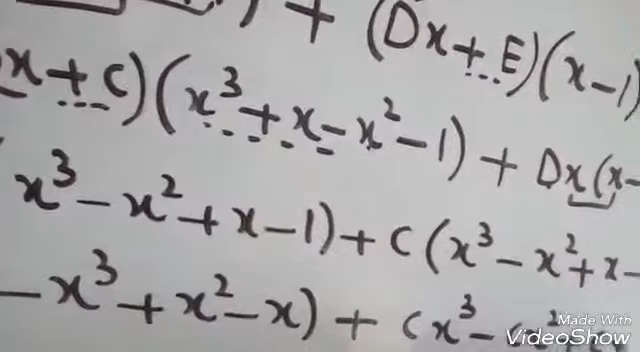 ) + (Dx + E)(x - 1)
x + C)(x³ + x - x² - 1) + Dx(x -
x³ - x² + x - 1) + C(x³ - x² + x -
- x³ + x² - x) + Cx³ -
Made With
VideoShow